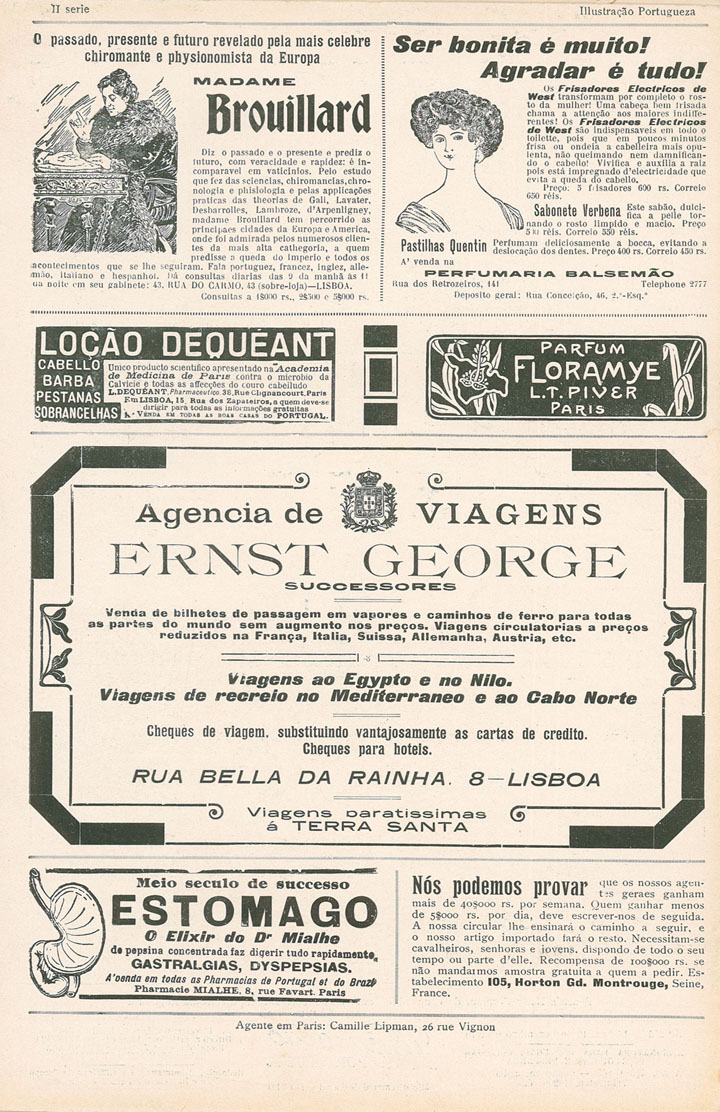 II serie
Illustração Portugueza
O passado, presente e futuro revelado pela mais celebre
chiromante e physionomista da Europa
MADAME
Brouillard
Diz o passado e o presente e prediz o
futuro, com veracidade e rapidez: é in-
comparavel em vaticinios. Pelo estudo
que fez das sciencias, chiromancias, chro-
nologia e phisiologia e pelas applicações
praticas das theorias de Gall, Lavater,
Desbarrolles, Lambroze, d'Arpenligney,
madame Brouillard tem percorrido as
principaes cidades da Europa e America,
onde foi admirada pelos numerosos clien-
tes da mais alta cathegoria, a quem
predisse a queda do imperio e todos os
acontecimentos que se lhe seguiram. Fala portuguez, francez, inglez, alle-
mão, italiano e hespanhol. Dá consultas diarias das 9 da manhã ás 11
da noite em seu gabinete: 43, RUA DO CARMO, 43 (sobre-loja)—LISBOA.
Consultas a 1$000 rs., 2$500 e 5$000 rs.
Ser bonita é muito!
Agradar é tudo!
Os Frisadores Electricos de
West transformam por completo o ros-
to da mulher! Uma cabeça bem frisada
chama a attenção aos maiores indiffe-
rentes! Os Frisadores Electricos
de West são indispensaveis em todo o
toilette, pois que em poucos minutos
frisa ou ondeia a cabelleira mais opu-
lenta, não queimando nem damnifican-
do o cabello! Vivifica e auxilia a raiz
pois está impregnado d'electricidade que
evita a queda do cabello.
Preço: 5 frisadores 600 rs. Correio
650 réis.
Sabonete Verbena Este sabão, dulci-
fica a pelle tor-
nando o rosto limpido e macio. Preço
500 réis. Correio 550 réis.
Pastilhas Quentin Perfumam deliciosamente a bocca, evitando a
deslocação dos dentes. Preço 400 rs. Correio 450 rs.
A' venda na
PERFUMARIA BALSEMÃO
Rua dos Retrozeiros, 141
Telephone 2777
Deposito geral: Rua Conceição, 46, 2.º-Esq.º
LOÇÃO DEQUÉANT
CABELLO
BARBA
PESTANAS
SOBRANCELHAS
Unico producto scientifico apresentado na Academia
de Medicina de Paris contra o microbio da
Calvicie e todas as affecções do couro cabelludo
L. DEQUÉANT, Pharmaceutico, 38, Rue Clignancourt, Paris
Em LISBOA, 15, Rua dos Zapateiros, a quem deve-se
dirigir para todas as informações gratuitas
VENDA EM TODAS AS BOAS CASAS DO PORTUGAL.
PARFUM
FLORAMYE
L.T. PIVER
PARIS
Agencia de VIAGENS
ERNST GEORGE
SUCCESSORES
Venda de bilhetes de passagem em vapores e caminhos de ferro para todas
as partes do mundo sem augmento nos preços. Viagens circulatorias a preços
reduzidos na França, Italia, Suissa, Allemanha, Austria, etc.
Viagens ao Egypto e no Nilo.
Viagens de recreio no Mediterraneo e ao Cabo Norte
Cheques de viagem, substituindo vantajosamente as cartas de credito.
Cheques para hoteis.
RUA BELLA DA RAINHA, 8—LISBOA
Viagens baratissimas
á TERRA SANTA
Meio seculo de successo
ESTOMAGO
O Elixir do Dr Mialhe
de pepsina concentrada faz digerir tudo rapidamente.
GASTRALGIAS, DYSPEPSIAS.
A' venda em todas as Pharmacias de Portugal et do Brazil
Pharmacie MIALHE, 8, rue Favart, Paris
Nós podemos provar que os nossos agen-
tes geraes ganham
mais de 40$000 rs. por semana. Quem ganhar menos
de 5$000 rs. por dia, deve escrever-nos de seguida.
A nossa circular lhe ensinará o caminho a seguir, e
o nosso artigo importado fará o resto. Necessitam-se
cavalheiros, senhoras e jovens, dispondo de todo o seu
tempo ou parte d'elle. Recompensa de 100$000 rs. se
não mandarmos amostra gratuita a quem a pedir. Es-
tabelecimento 105, Horton Gd. Montrouge, Seine,
France.
Agente em Paris: Camille Lipman, 26 rue Vignon